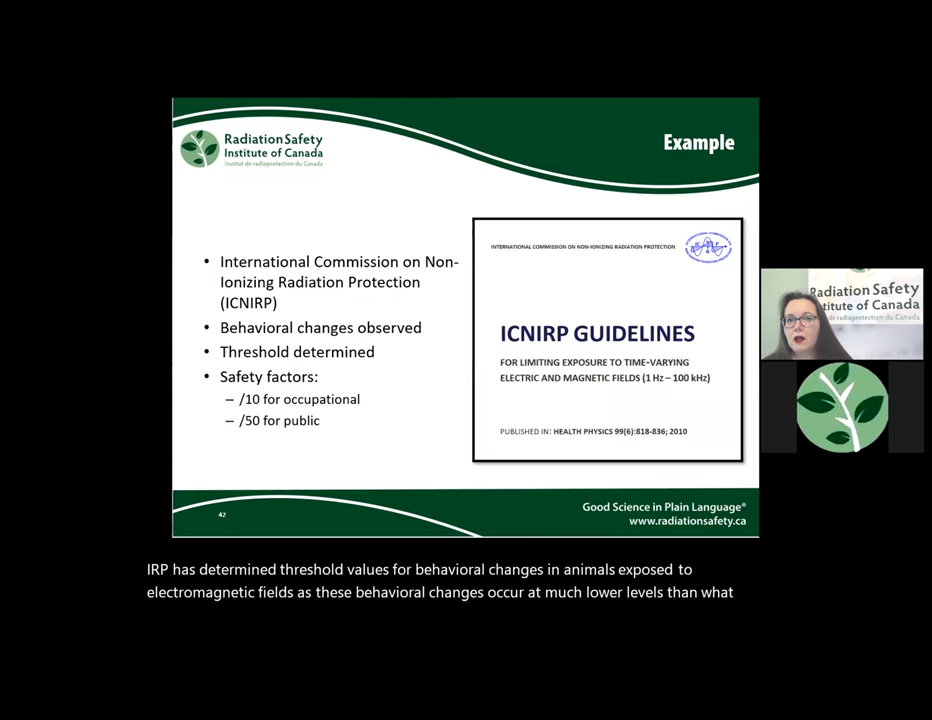 Radiation Safety
Institute of Canada
Institut de radioprotection du Canada
Example
• International Commission on Non-
Ionizing Radiation Protection
(ICNIRP)
• Behavioral changes observed
• Threshold determined
• Safety factors:
– /10 for occupational
– /50 for public
INTERNATIONAL COMMISSION ON NON-IONIZING RADIATION PROTECTION
ICNIRP GUIDELINES
FOR LIMITING EXPOSURE TO TIME-VARYING
ELECTRIC AND MAGNETIC FIELDS (1 Hz – 100 kHz)
PUBLISHED IN: HEALTH PHYSICS 99(6):818-836; 2010
Radiation Safety
titute of Canada
de radioprotection du Canada
42
Good Science in Plain Language®
www.radiationsafety.ca
IRP has determined threshold values for behavioral changes in animals exposed to
electromagnetic fields as these behavioral changes occur at much lower levels than what